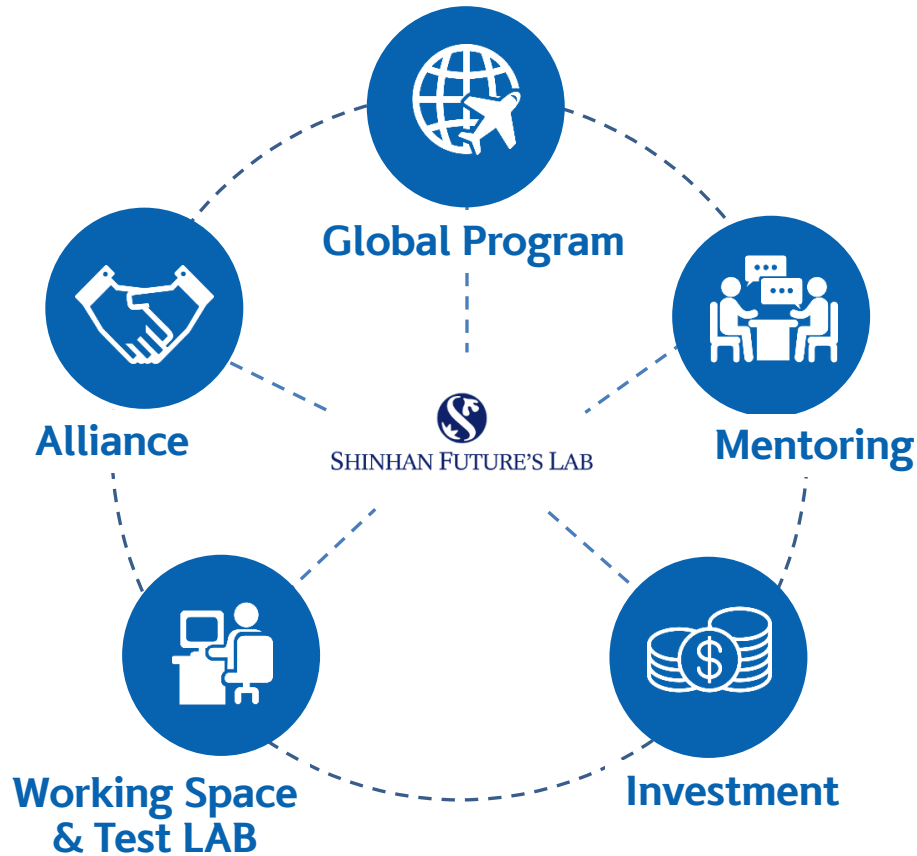 Global Program
Alliance
Mentoring
SHINHAN FUTURE'S LAB
Working Space
& Test LAB
Investment
$